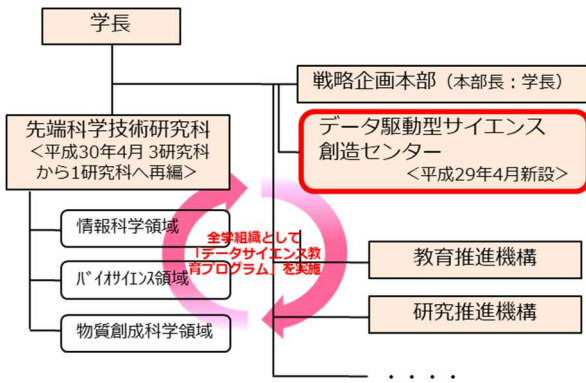 学長
戦略企画本部（本部長：学長）
先端科学技術研究科
<平成30年4月 3研究科
から1研究科へ再編>
データ駆動型サイエンス
創造センター
<平成29年4月新設>
情報科学領域
バイオサイエンス領域
物質創成科学領域
全学組織として
「データサイエンス教
育プログラム」を実施
教育推進機構
研究推進機構
・・・・